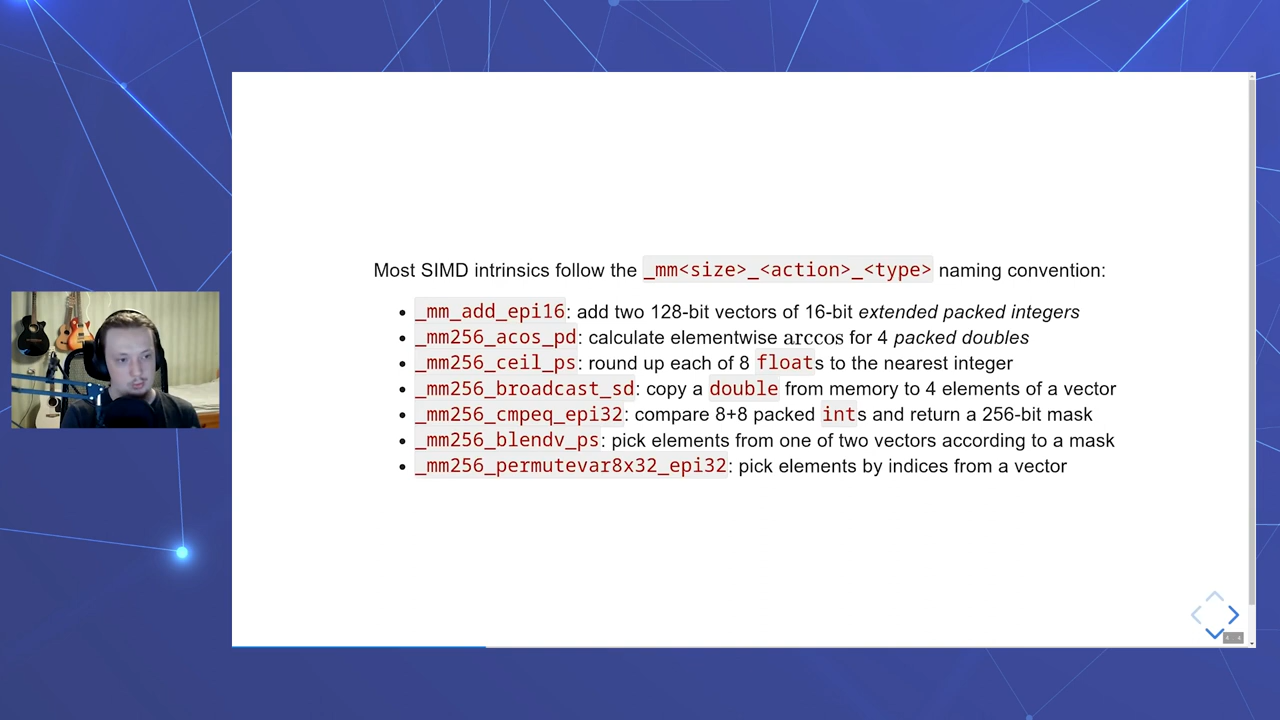 Most SIMD intrinsics follow the _mm<size>_<action>_<type> naming convention:
• _mm_add_epi16: add two 128-bit vectors of 16-bit extended packed integers
• _mm256_acos_pd: calculate elementwise arccos for 4 packed doubles
• _mm256_ceil_ps: round up each of 8 floats to the nearest integer
• _mm256_broadcast_sd: copy a double from memory to 4 elements of a vector
• _mm256_cmpeq_epi32: compare 8+8 packed ints and return a 256-bit mask
• _mm256_blendv_ps: pick elements from one of two vectors according to a mask
• _mm256_permutevar8x32_epi32: pick elements by indices from a vector